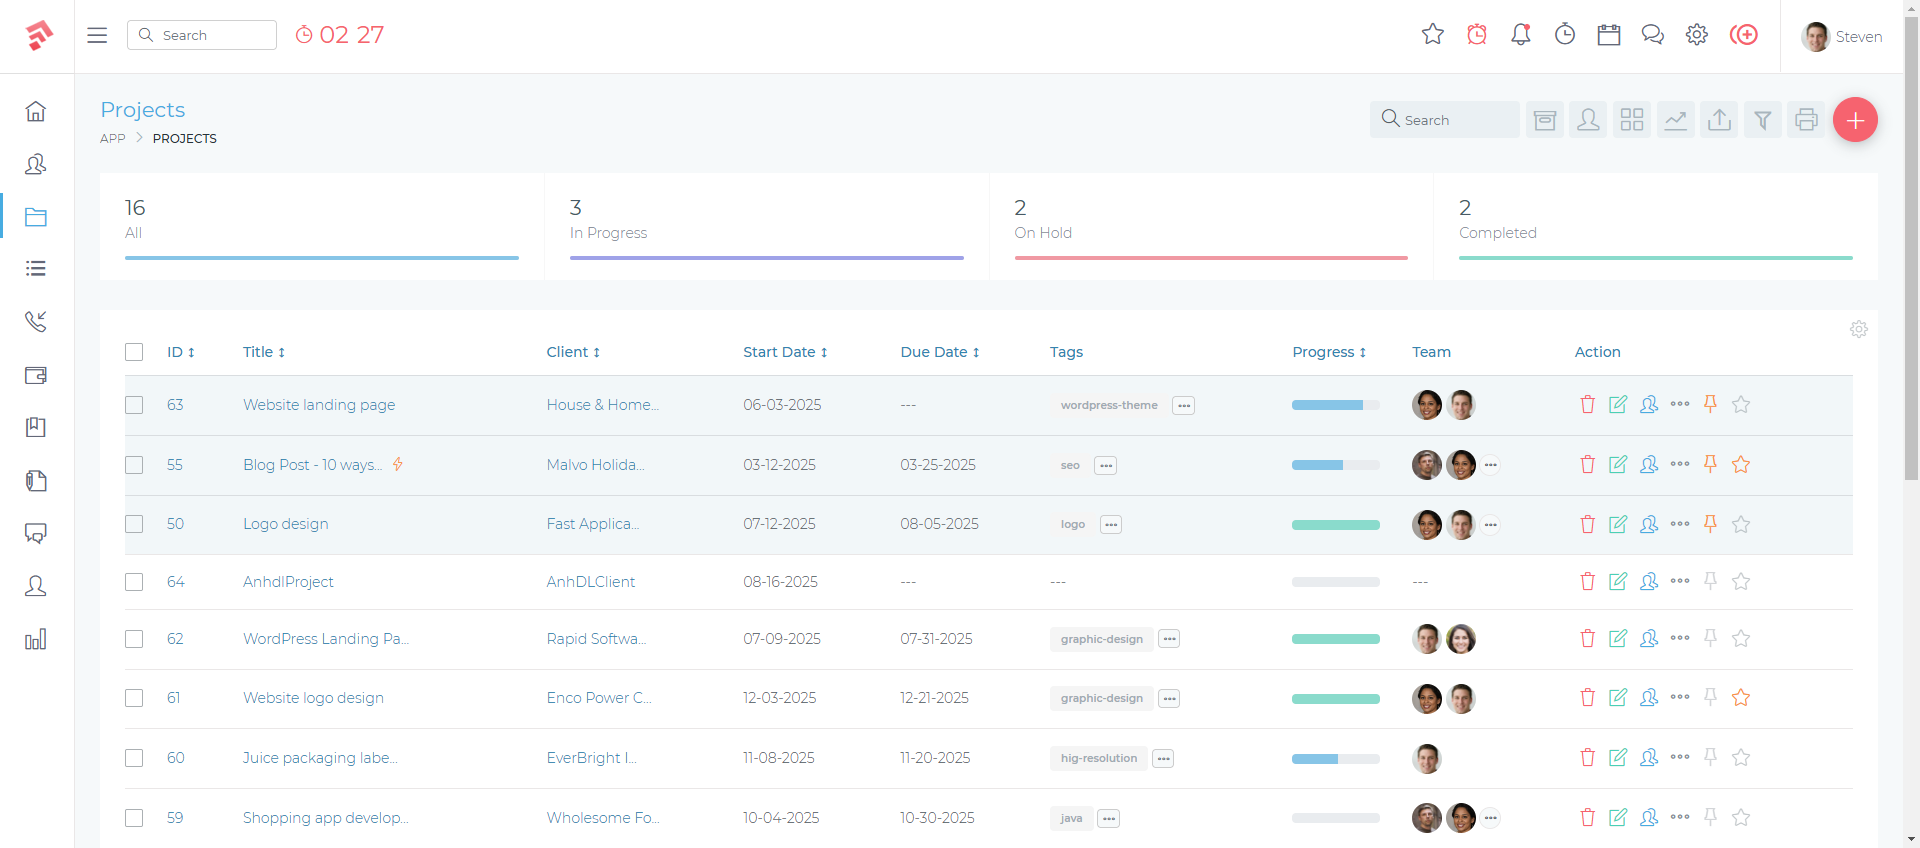 Search
02 27
Steven
Projects
APP > PROJECTS
Search
16
All
3
In Progress
2
On Hold
2
Completed
ID Title Client Start Date Due Date Tags Progress Team Action
63 Website landing page House & Home... 06-03-2025 --- wordpress-theme
55 Blog Post - 10 ways... Malvo Holida... 03-12-2025 03-25-2025 seo
50 Logo design Fast Applica... 07-12-2025 08-05-2025 logo
64 AnhdlProject AnhDLClient 08-16-2025 --- --- ---
62 WordPress Landing Pa... Rapid Softwa... 07-09-2025 07-31-2025 graphic-design
61 Website logo design Enco Power C... 12-03-2025 12-21-2025 graphic-design
60 Juice packaging labe... EverBright I... 11-08-2025 11-20-2025 hig-resolution
59 Shopping app develop... Wholesome Fo... 10-04-2025 10-30-2025 java